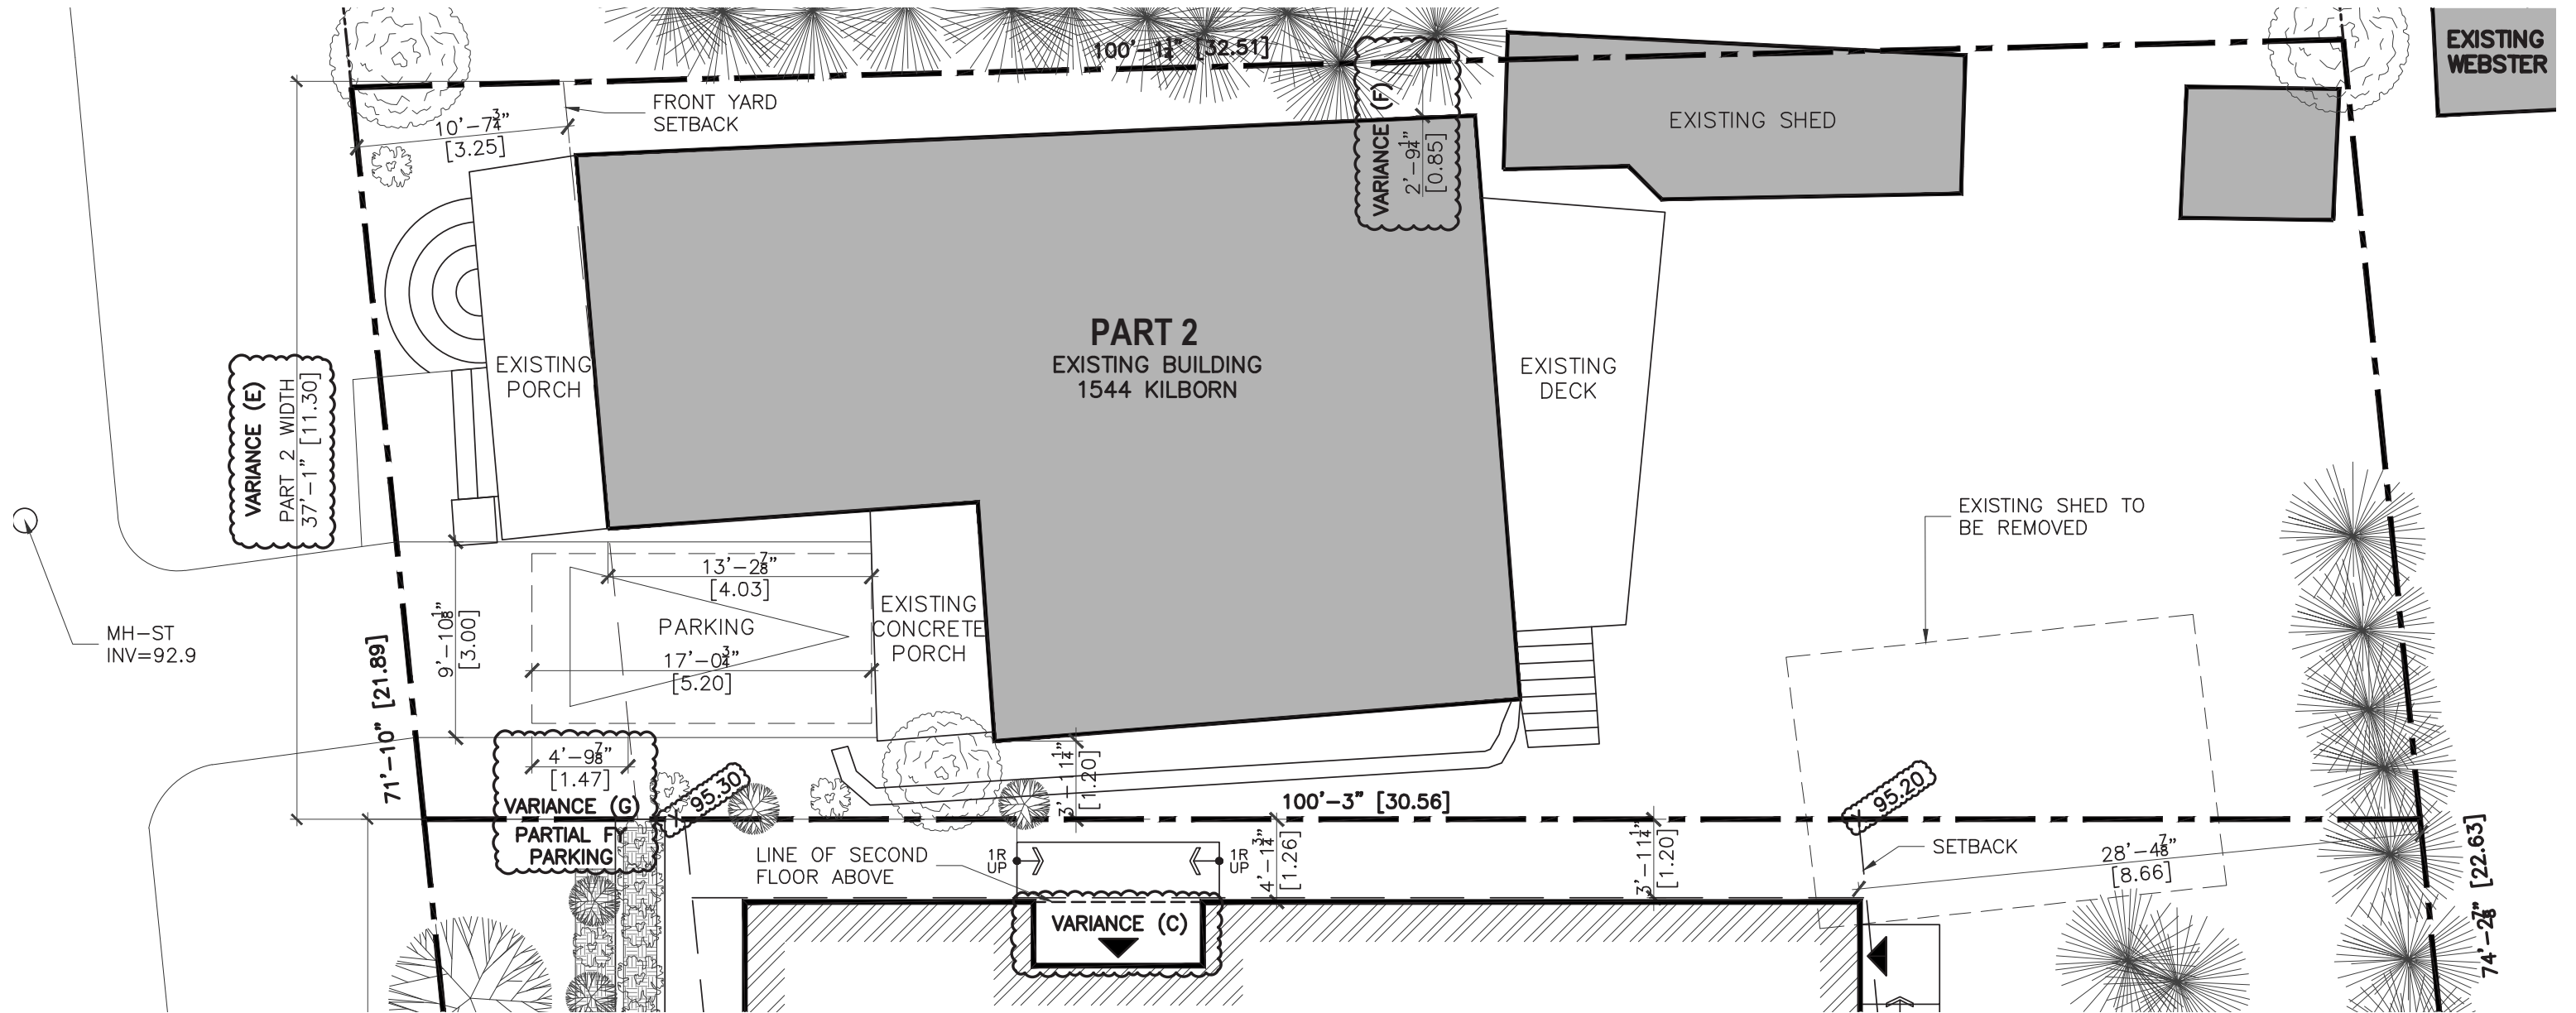 100'-1½" [32.51]
EXISTING
WEBSTER
FRONT YARD
SETBACK
10'-7¾"
[3.25]
EXISTING SHED
VARIANCE (F)
2'-9¼"
[0.85]
PART 2
EXISTING BUILDING
1544 KILBORN
EXISTING
PORCH
EXISTING
DECK
VARIANCE (E)
PART 2 WIDTH
37'-1" [11.30]
EXISTING SHED TO
BE REMOVED
13'-2⅞"
[4.03]
PARKING
17'-0¾"
[5.20]
EXISTING
CONCRETE
PORCH
9'-10⅛"
[3.00]
MH-ST
INV=92.9
71'-10" [21.89]
4'-9⅞"
[1.47]
VARIANCE (G)
PARTIAL FY
PARKING
95.30
3'-11¼"
[1.20]
100'-3" [30.56]
95.20
SETBACK
28'-4⅞"
[8.66]
LINE OF SECOND
FLOOR ABOVE
1R
UP
1R
UP
4'-1¾"
[1.26]
3'-11¼"
[1.20]
VARIANCE (C)
74'-2⅞" [22.63]